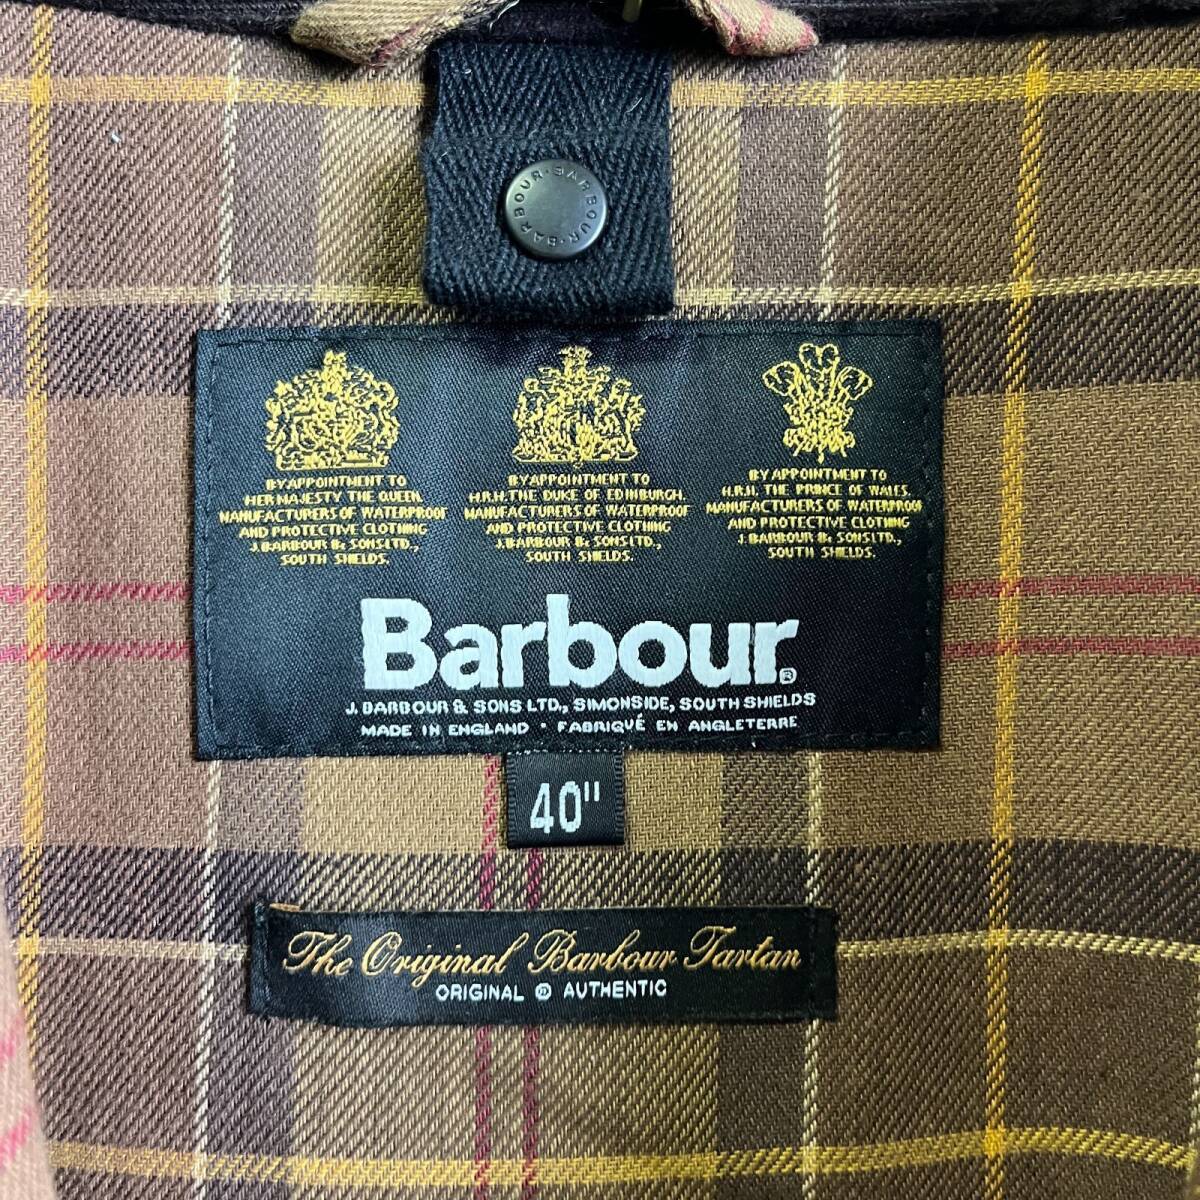 BARBOUR · BARBOUR · BARBOUR ·
BY APPOINTMENT TO
HER MAJESTY THE QUEEN.
MANUFACTURERS OF WATERPROOF
AND PROTECTIVE CLOTHING
J. BARBOUR & SONS LTD.,
SOUTH SHIELDS.
BY APPOINTMENT TO
H.R.H. THE DUKE OF EDINBURGH.
MANUFACTURERS OF WATERPROOF
AND PROTECTIVE CLOTHING
J. BARBOUR & SONS LTD.,
SOUTH SHIELDS.
BY APPOINTMENT TO
H.R.H. THE PRINCE OF WALES.
MANUFACTURERS OF WATERPROOF
AND PROTECTIVE CLOTHING
J. BARBOUR & SONS LTD.,
SOUTH SHIELDS.
Barbour®
J. BARBOUR & SONS LTD., SIMONSIDE, SOUTH SHIELDS
MADE IN ENGLAND · FABRIQUÉ EN ANGLETERRE
40"
The Original Barbour Tartan
ORIGINAL & AUTHENTIC